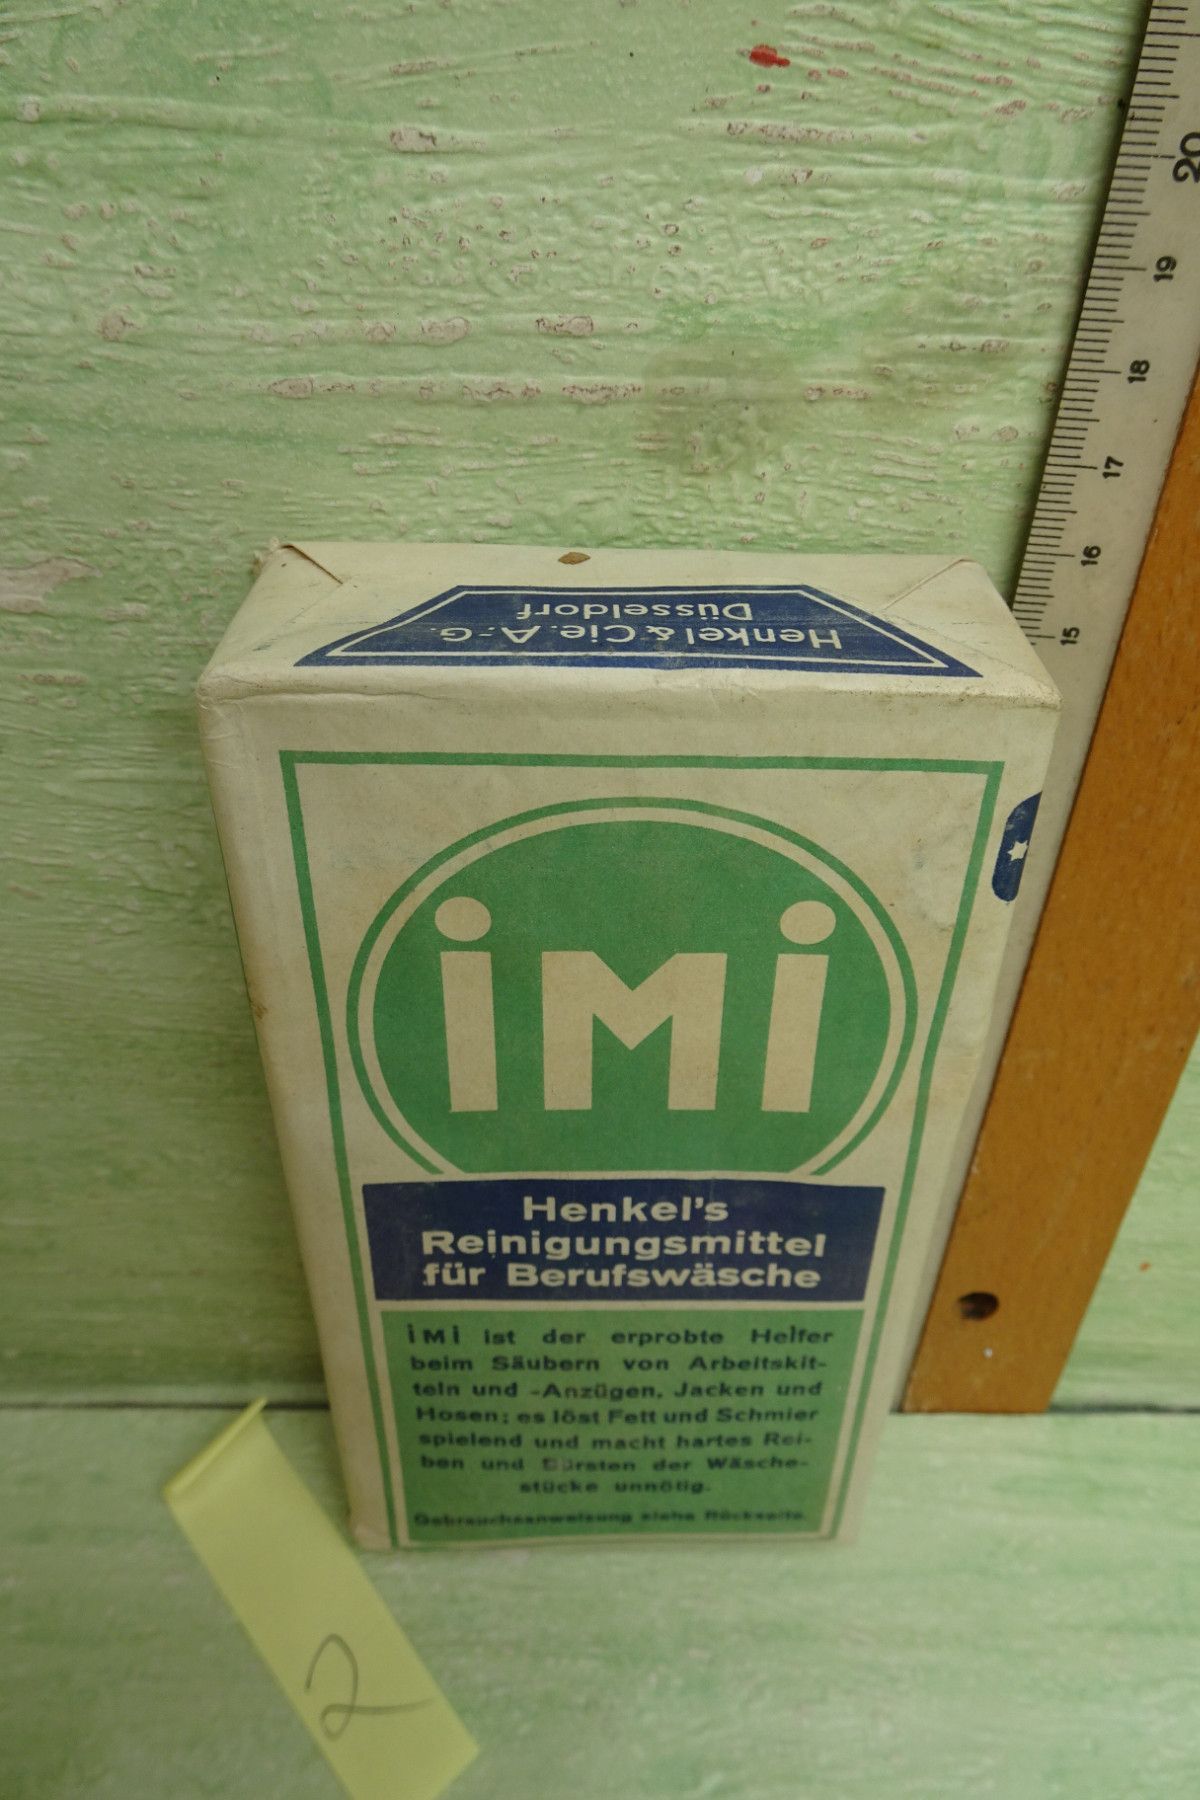 20
19
18
17
16
15
Henkel & Cie. A.-G.
Düsseldorf
iMi
Henkel's
Reinigungsmittel
für Berufswäsche
iMi ist der erprobte Helfer
beim Säubern von Arbeitskit-
teln und -Anzügen, Jacken und
Hosen; es löst Fett und Schmier
spielend und macht hartes Rei-
ben und Bürsten der Wäsche-
stücke unnötig.
Gebrauchsanweisung siehe Rückseite.
2